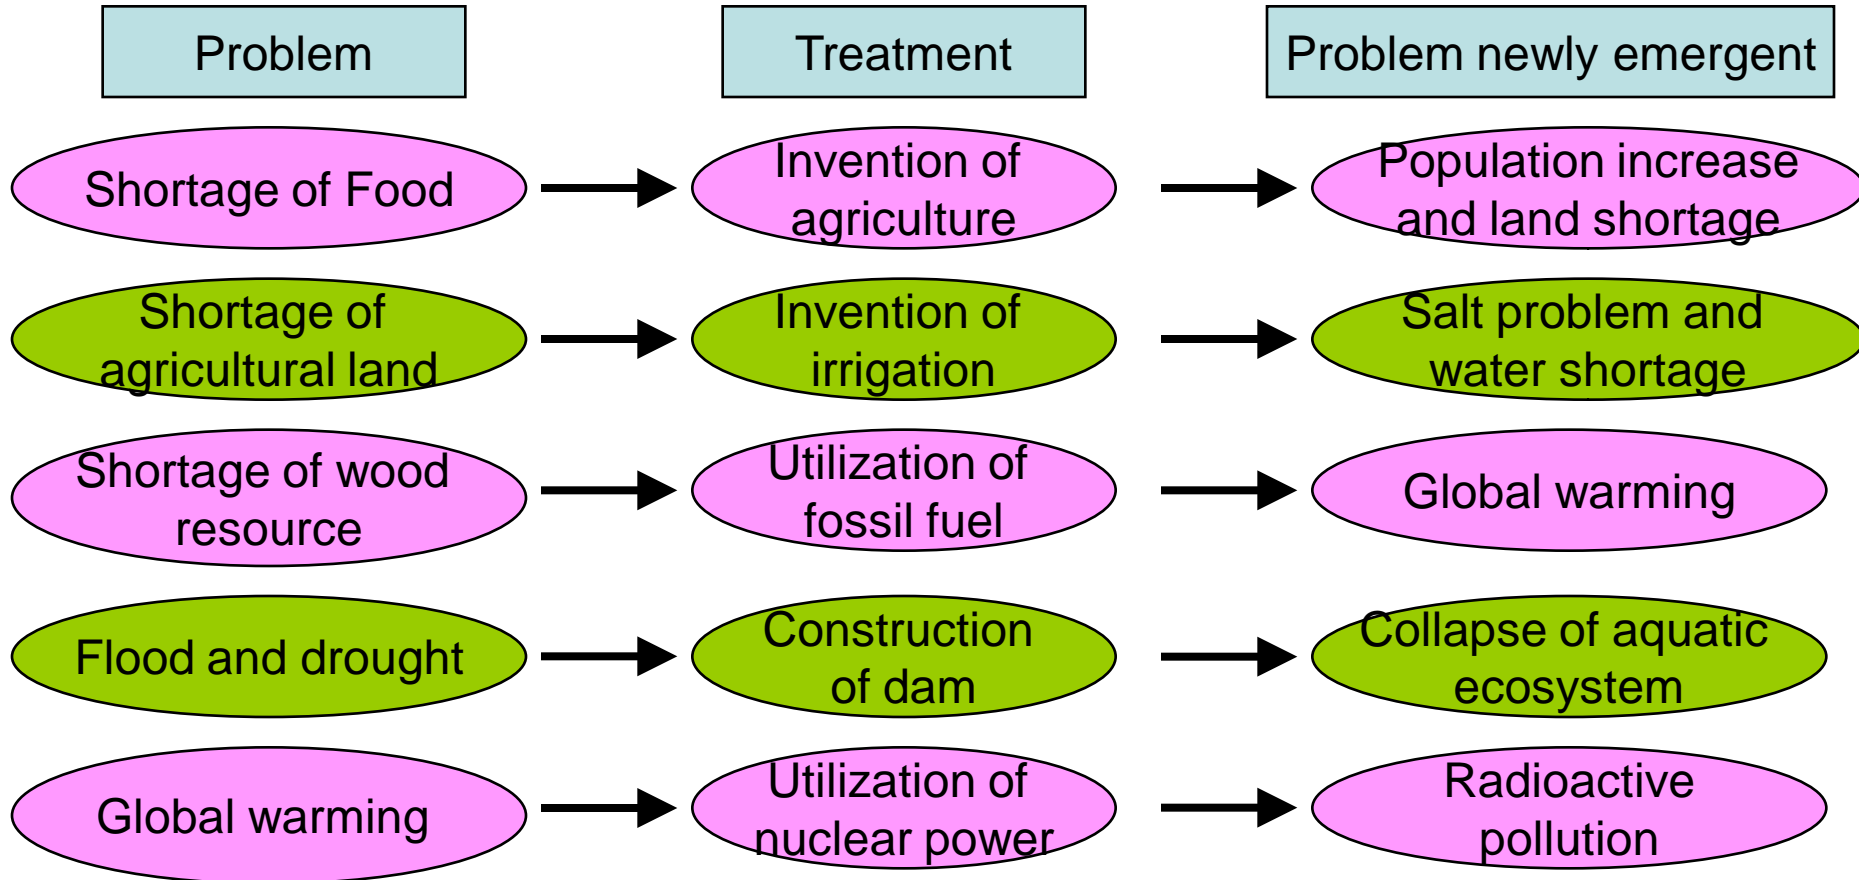 Problem
Treatment
Problem newly emergent
Shortage of Food
Invention of
agriculture
Population increase
and land shortage
Shortage of
agricultural land
Invention of
irrigation
Salt problem and
water shortage
Shortage of wood
resource
Utilization of
fossil fuel
Global warming
Flood and drought
Construction
of dam
Collapse of aquatic
ecosystem
Global warming
Utilization of
nuclear power
Radioactive
pollution